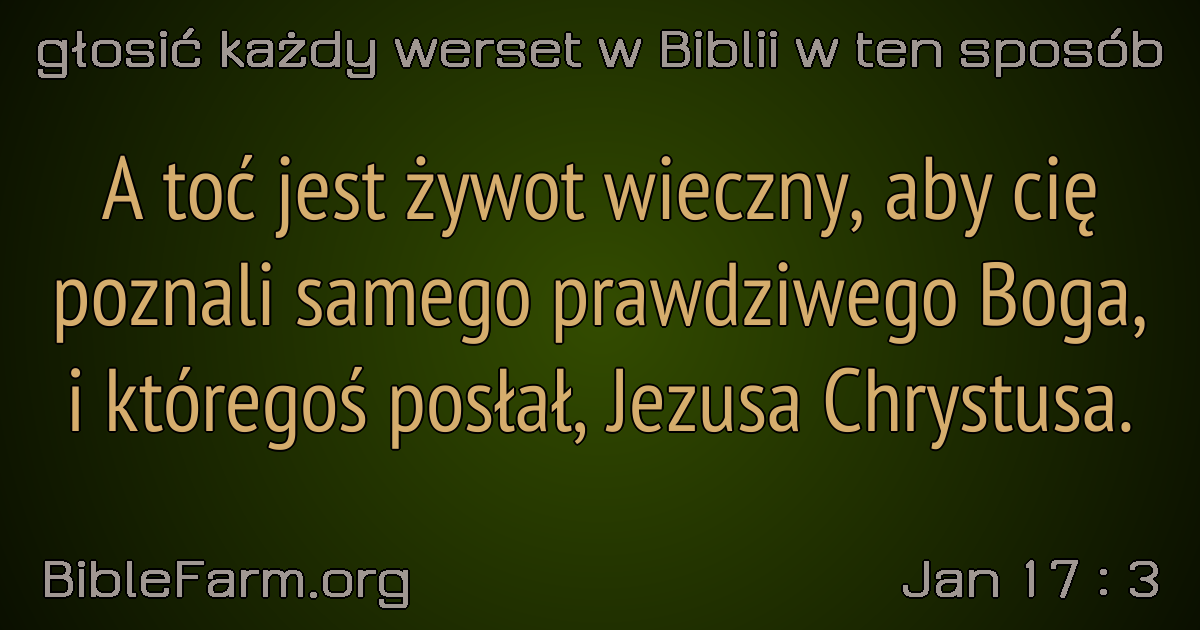 głosić każdy werset w Biblii w ten sposób
A toć jest żywot wieczny, aby cię
poznali samego prawdziwego Boga,
i któregoś posłał, Jezusa Chrystusa.
BibleFarm.org
Jan 17 : 3